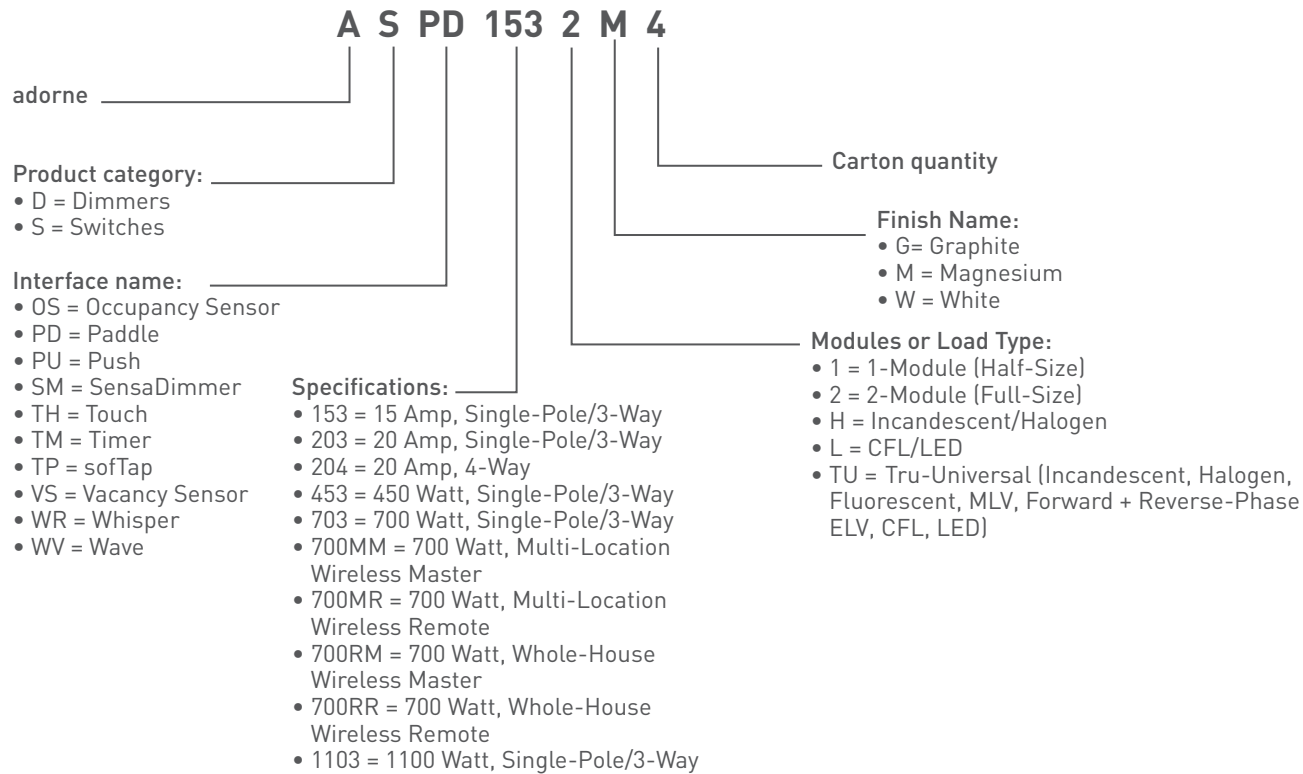 A S PD 153 2 M 4
adorne
Product category:
• D = Dimmers
• S = Switches
Interface name:
• OS = Occupancy Sensor
• PD = Paddle
• PU = Push
• SM = SensaDimmer
• TH = Touch
• TM = Timer
• TP = sofTap
• VS = Vacancy Sensor
• WR = Whisper
• WV = Wave
Specifications:
• 153 = 15 Amp, Single-Pole/3-Way
• 203 = 20 Amp, Single-Pole/3-Way
• 204 = 20 Amp, 4-Way
• 453 = 450 Watt, Single-Pole/3-Way
• 703 = 700 Watt, Single-Pole/3-Way
• 700MM = 700 Watt, Multi-Location
Wireless Master
• 700MR = 700 Watt, Multi-Location
Wireless Remote
• 700RM = 700 Watt, Whole-House
Wireless Master
• 700RR = 700 Watt, Whole-House
Wireless Remote
• 1103 = 1100 Watt, Single-Pole/3-Way
Carton quantity
Finish Name:
• G= Graphite
• M = Magnesium
• W = White
Modules or Load Type:
• 1 = 1-Module (Half-Size)
• 2 = 2-Module (Full-Size)
• H = Incandescent/Halogen
• L = CFL/LED
• TU = Tru-Universal (Incandescent, Halogen,
Fluorescent, MLV, Forward + Reverse-Phase
ELV, CFL, LED)